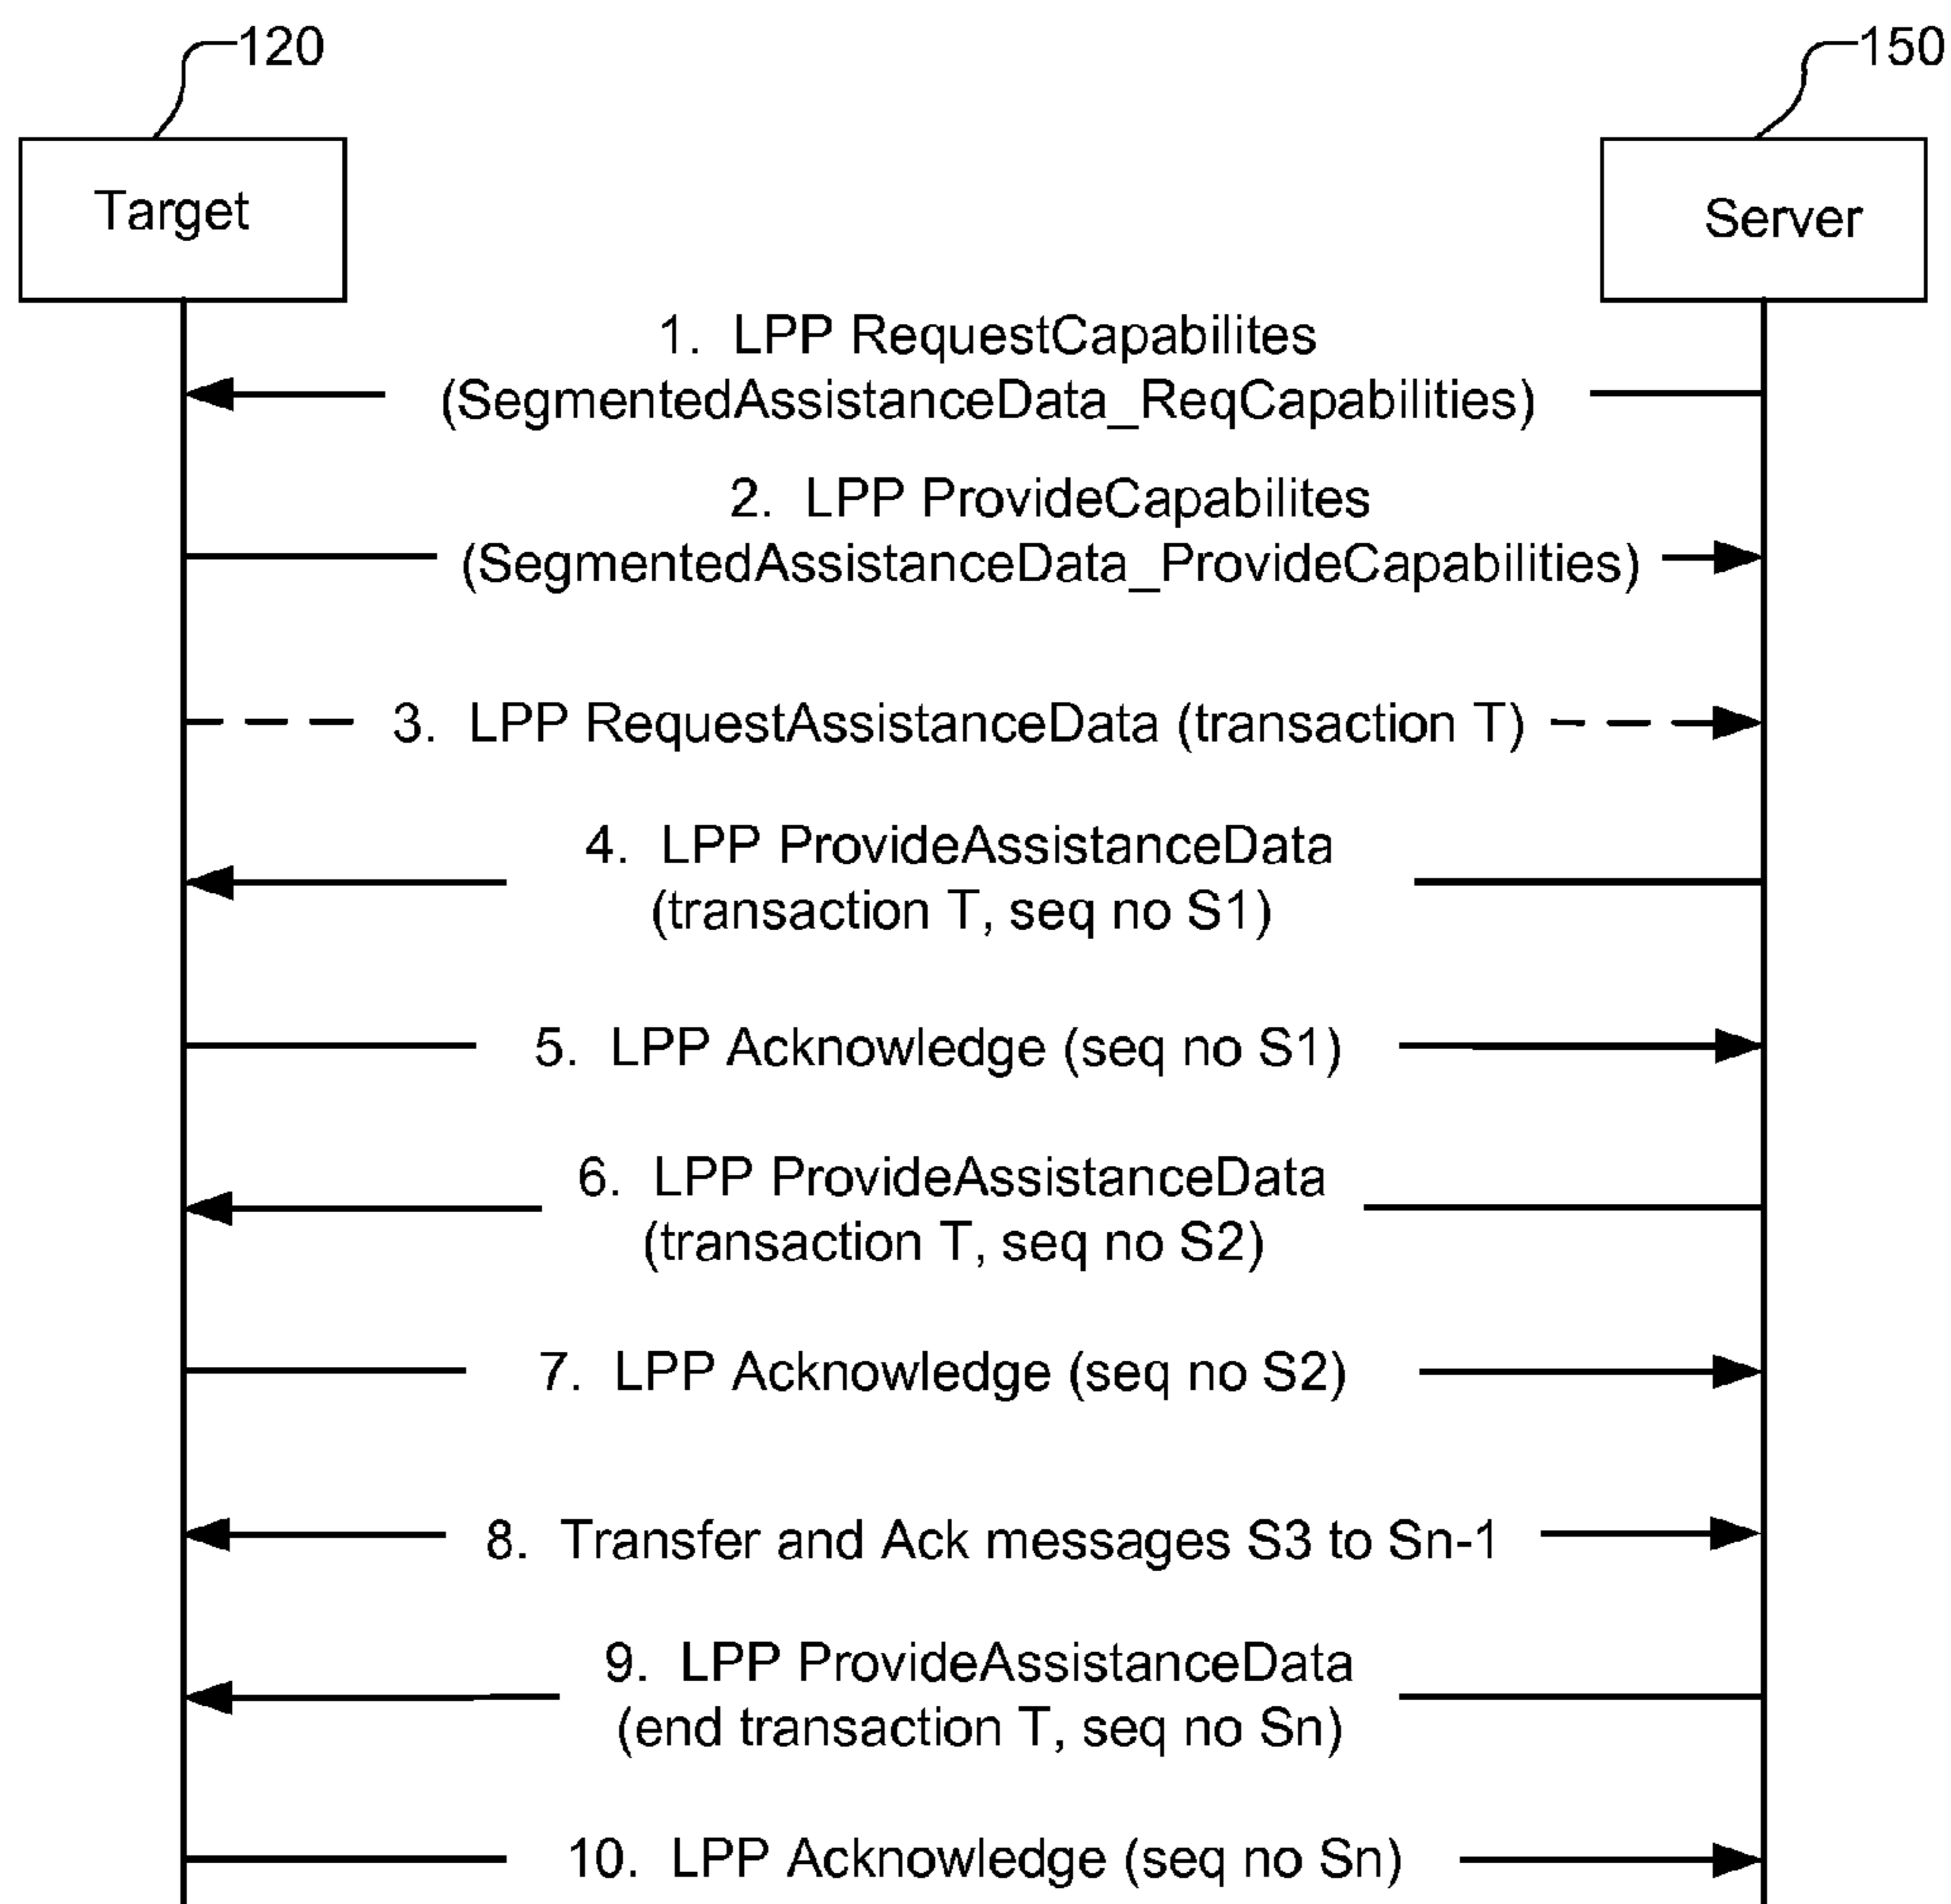 120
150
Target
Server
1. LPP RequestCapabilites
(SegmentedAssistanceData_ReqCapabilities)
2. LPP ProvideCapabilites
(SegmentedAssistanceData_ProvideCapabilities)
3. LPP RequestAssistanceData (transaction T)
4. LPP ProvideAssistanceData
(transaction T, seq no S1)
5. LPP Acknowledge (seq no S1)
6. LPP ProvideAssistanceData
(transaction T, seq no S2)
7. LPP Acknowledge (seq no S2)
8. Transfer and Ack messages S3 to Sn-1
9. LPP ProvideAssistanceData
(end transaction T, seq no Sn)
10. LPP Acknowledge (seq no Sn)